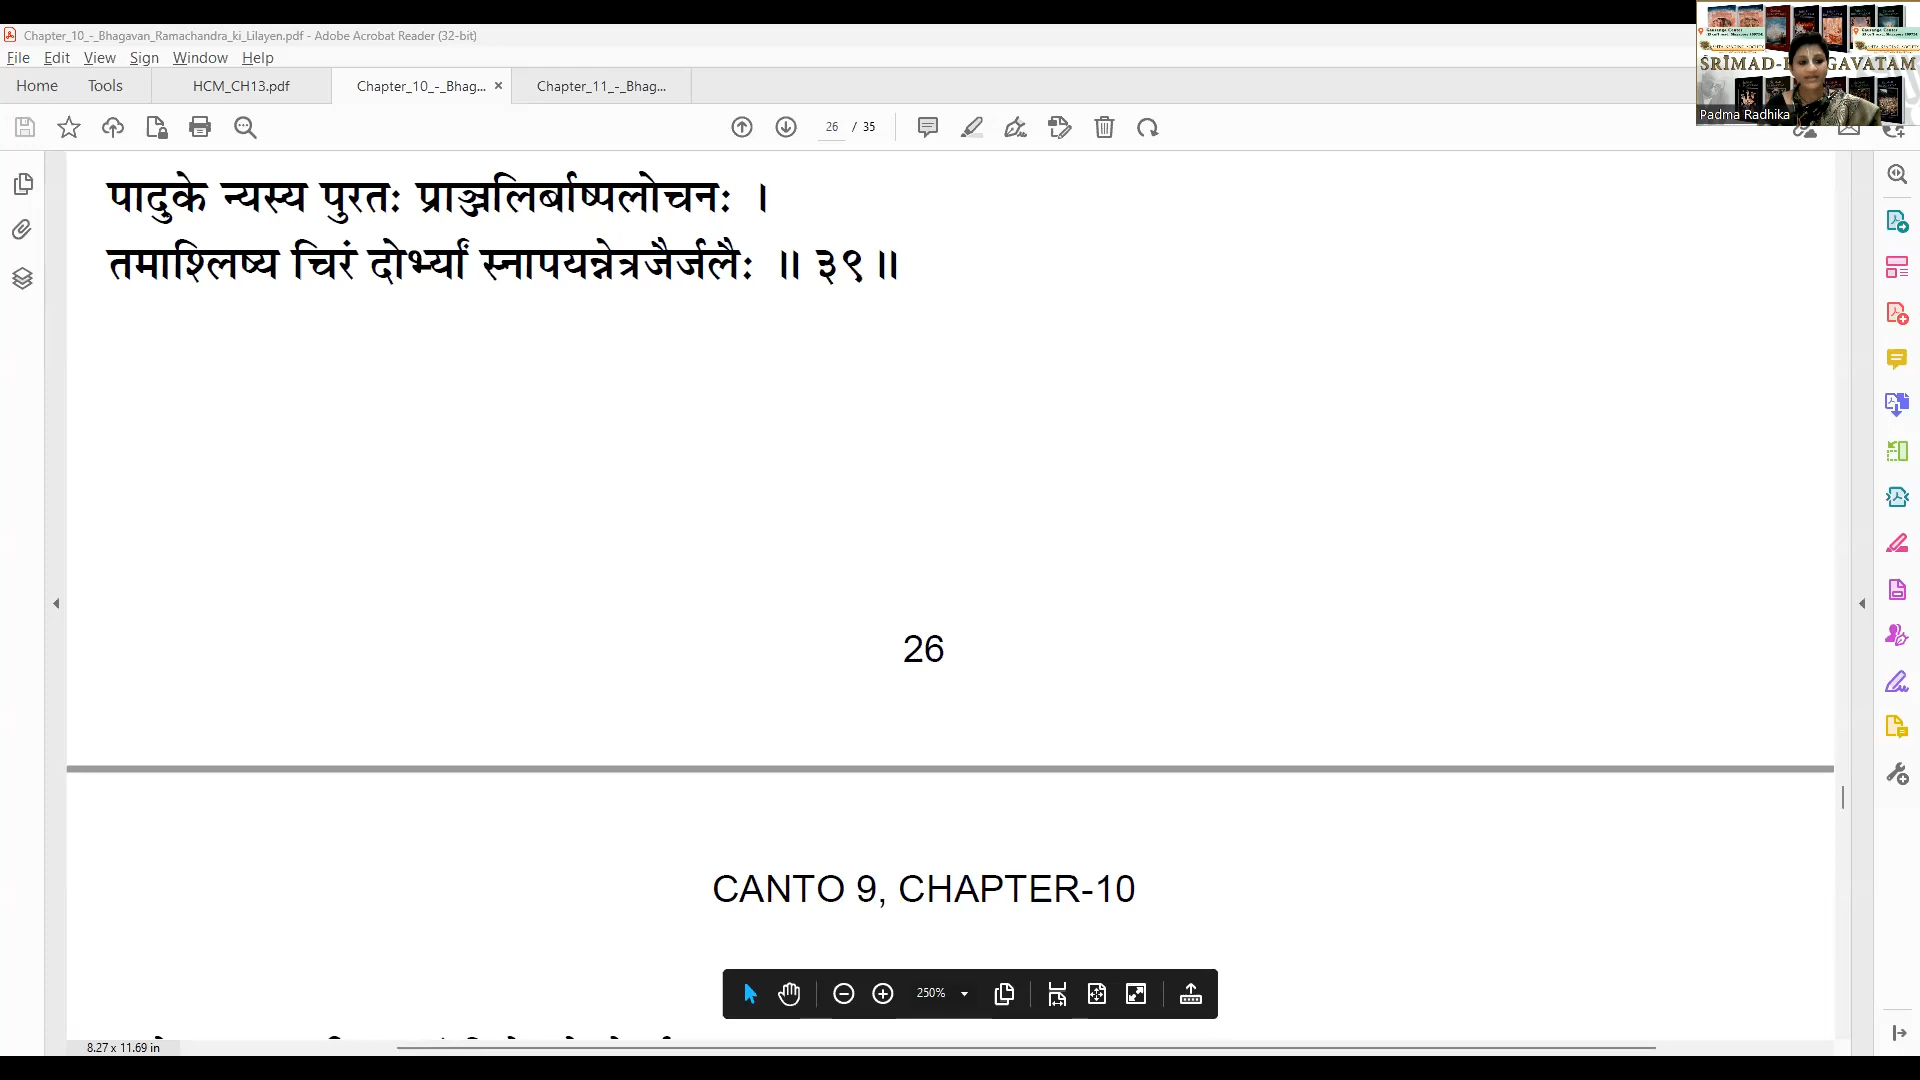 Chapter_10_-_Bhagavan_Ramachandra_ki_Lilayen.pdf - Adobe Acrobat Reader (32-bit)
File Edit View Sign Window Help
Home Tools HCM_CH13.pdf Chapter_10_-_Bhag... × Chapter_11_-_Bhag...
26 / 35
ŚRĪMAD-
GAVATAM
Padma Radhika
पादुके न्यस्य पुरतः प्राञ्जलिर्बाष्पलोचनः ।
तमाश्लिष्य चिरं दोर्भ्यां स्नापयन्नेत्रजैर्जलैः ॥ ३९॥
26
CANTO 9, CHAPTER-10
250%
8.27 x 11.69 in